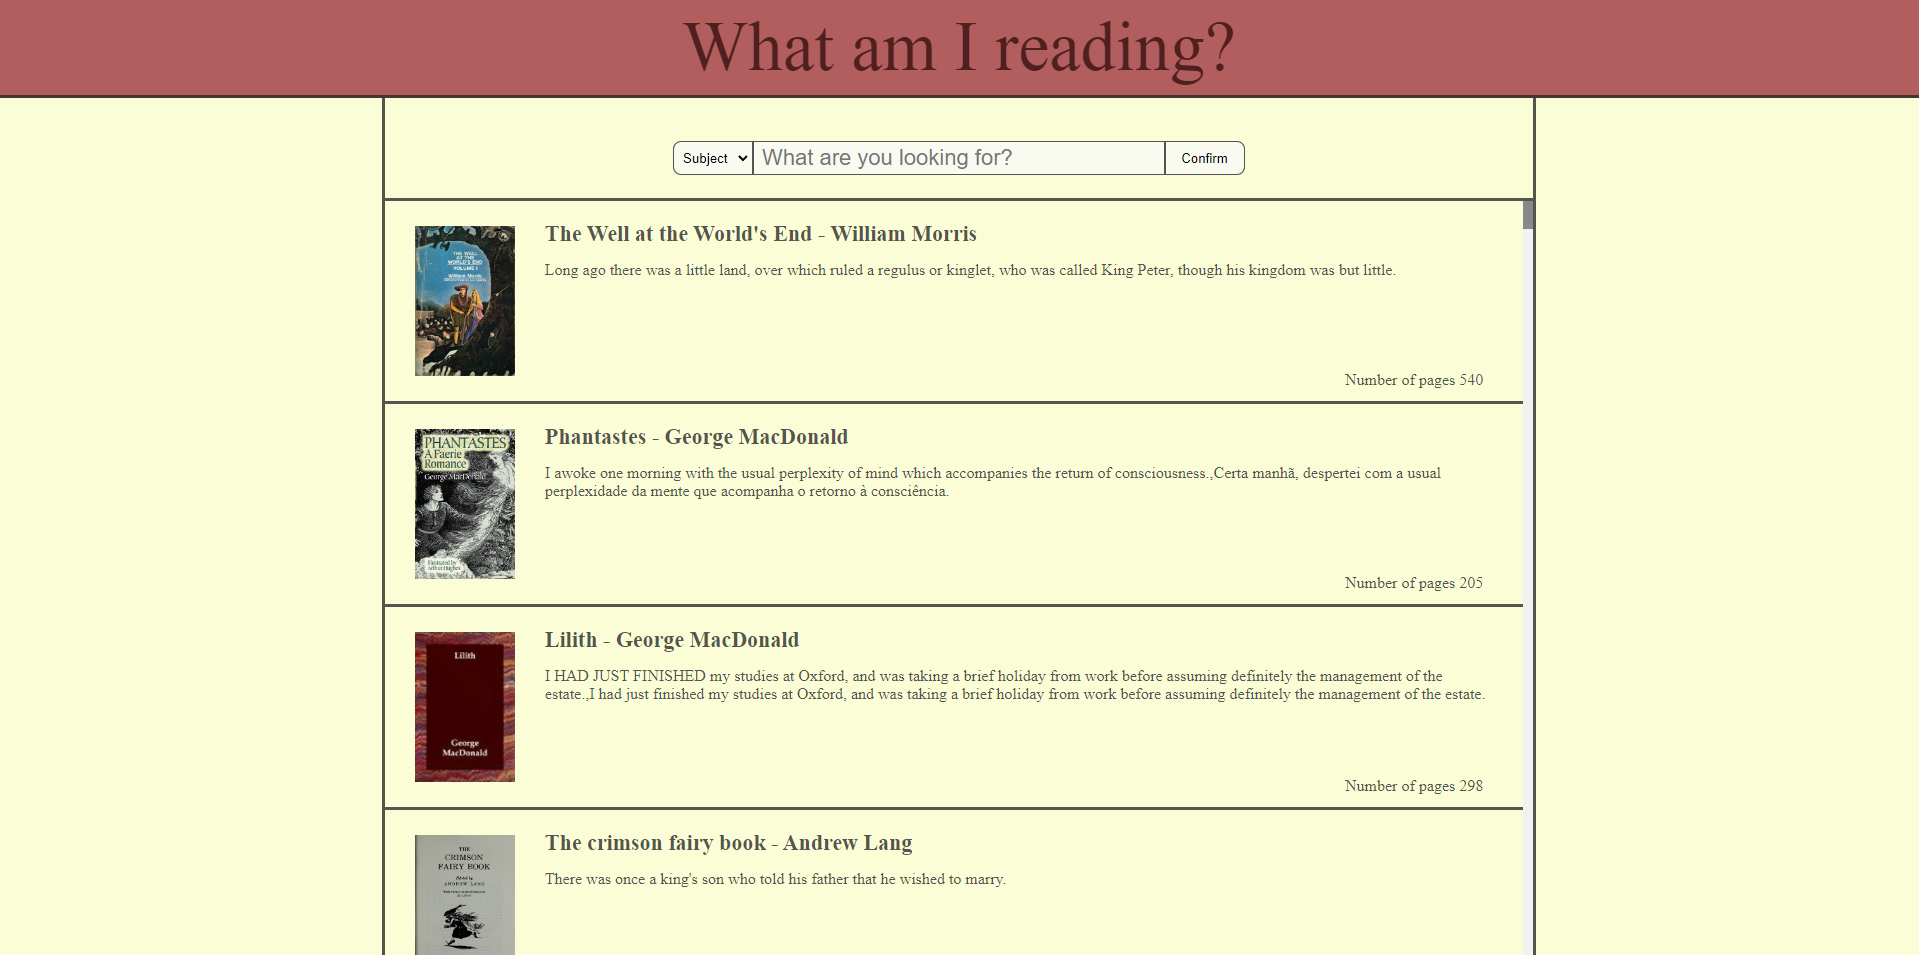 What am I reading?
Subject
What are you looking for?
Confirm
THE WELL
AT THE
WORLD'S END
VOLUME I
William Morris
The Well at the World's End - William Morris
Long ago there was a little land, over which ruled a regulus or kinglet, who was called King Peter, though his kingdom was but little.
Number of pages 540
PHANTASTES
A Faerie
Romance
George MacDonald
Illustrated by
Arthur Hughes
Phantastes - George MacDonald
I awoke one morning with the usual perplexity of mind which accompanies the return of consciousness.,Certa manhã, despertei com a usual
perplexidade da mente que acompanha o retorno à consciência.
Number of pages 205
Lilith
George
MacDonald
Lilith - George MacDonald
I HAD JUST FINISHED my studies at Oxford, and was taking a brief holiday from work before assuming definitely the management of the
estate.,I had just finished my studies at Oxford, and was taking a brief holiday from work before assuming definitely the management of the estate.
Number of pages 298
THE
CRIMSON
FAIRY BOOK
Edited by
ANDREW LANG
The crimson fairy book - Andrew Lang
There was once a king's son who told his father that he wished to marry.